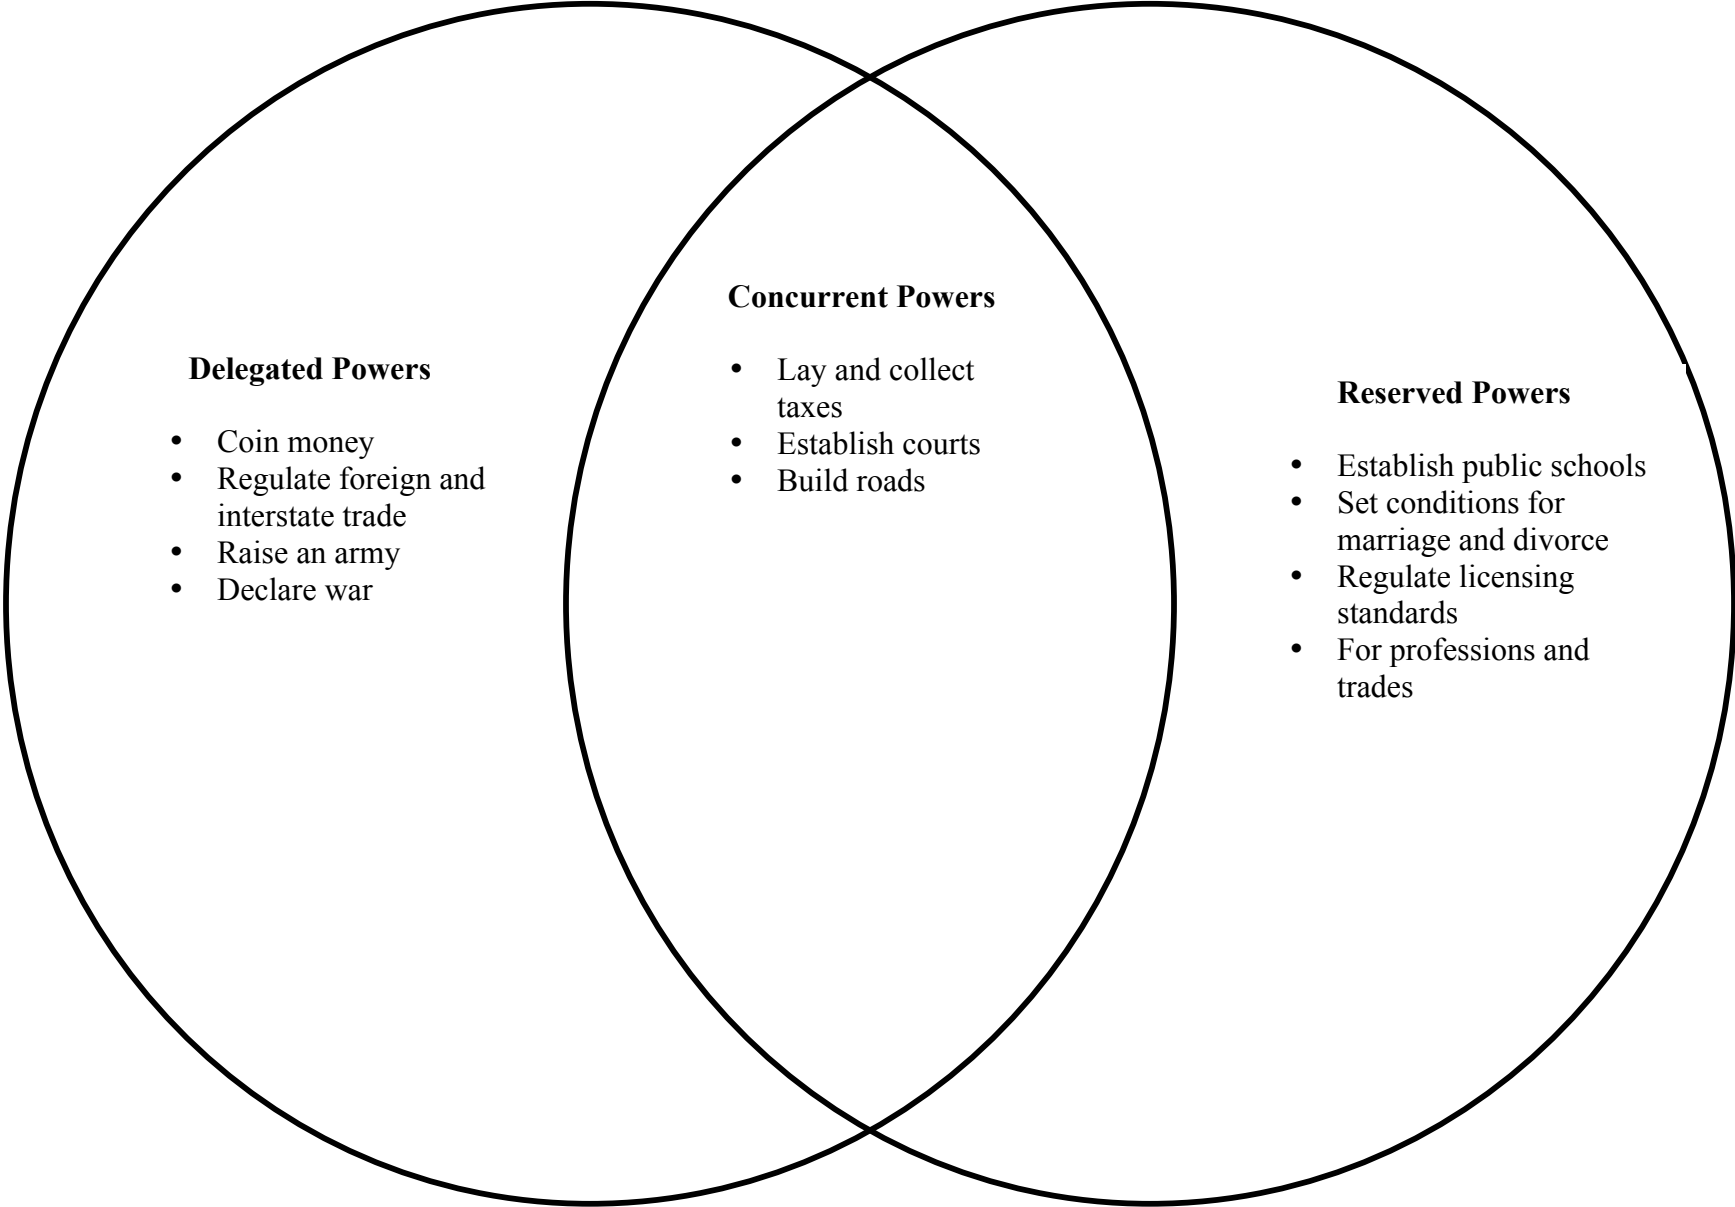 Delegated Powers
• Coin money
• Regulate foreign and
interstate trade
• Raise an army
• Declare war
Concurrent Powers
• Lay and collect
taxes
• Establish courts
• Build roads
Reserved Powers
• Establish public schools
• Set conditions for
marriage and divorce
• Regulate licensing
standards
• For professions and
trades